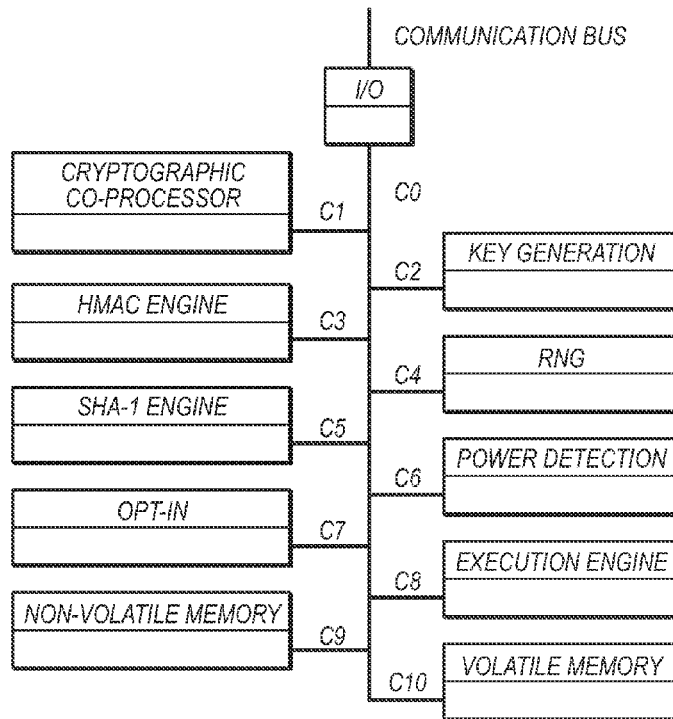 COMMUNICATION BUS
I/O
CRYPTOGRAPHIC
CO-PROCESSOR
C0
C1
KEY GENERATION
C2
HMAC ENGINE
C3
RNG
C4
SHA-1 ENGINE
C5
POWER DETECTION
C6
OPT-IN
C7
EXECUTION ENGINE
C8
NON-VOLATILE MEMORY
C9
VOLATILE MEMORY
C10